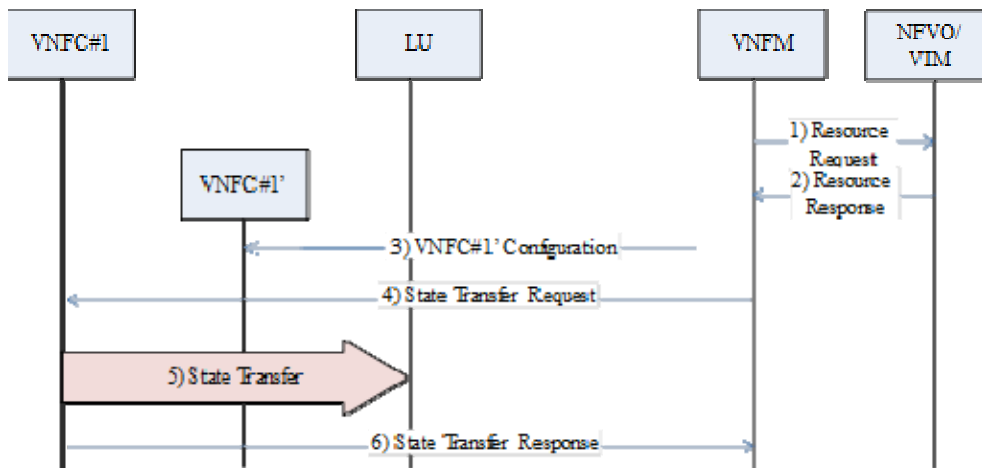 VNFC#1
LU
VNFM
NFVO/
VIM
1) Resource
Request
2) Resource
Response
VNFC#1’
3) VNFC#1’ Configuration
4) State Transfer Request
5) State Transfer
6) State Transfer Response